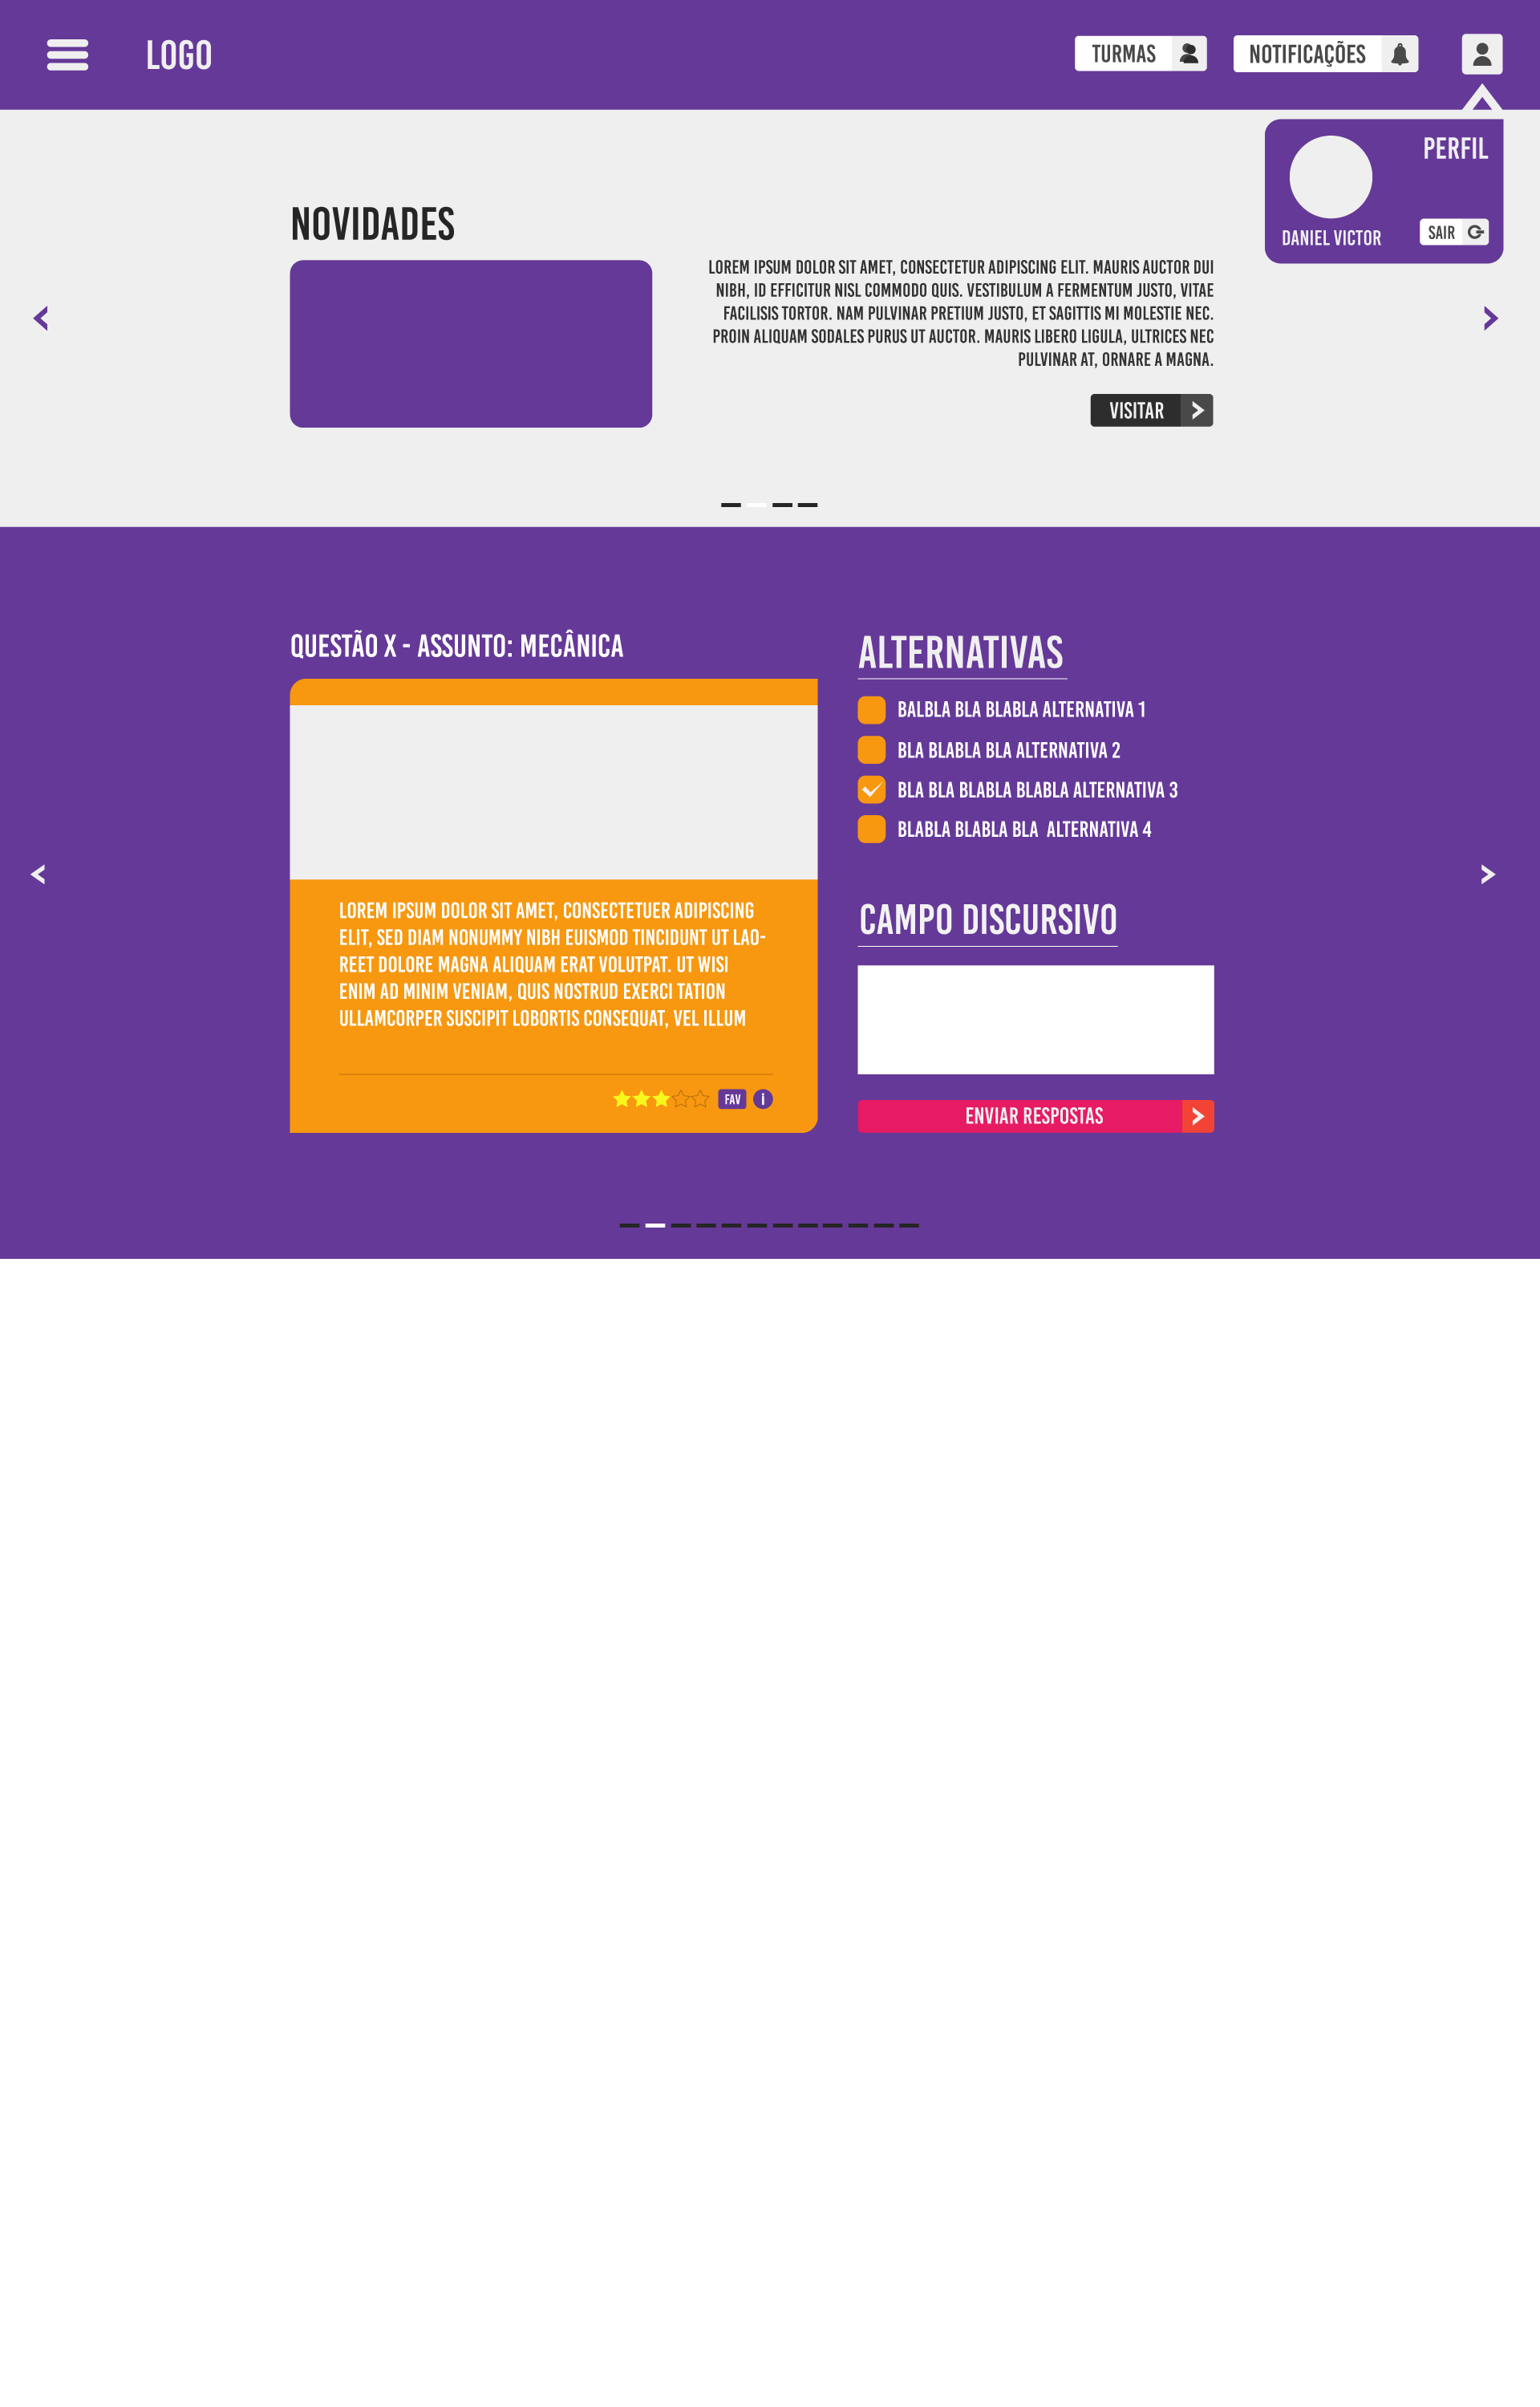 LOGO
TURMAS
NOTIFICAÇÕES
PERFIL
DANIEL VICTOR
SAIR
NOVIDADES
LOREM IPSUM DOLOR SIT AMET, CONSECTETUR ADIPISCING ELIT. MAURIS AUCTOR DUI
NIBH, ID EFFICITUR NISL COMMODO QUIS. VESTIBULUM A FERMENTUM JUSTO, VITAE
FACILISIS TORTOR. NAM PULVINAR PRETIUM JUSTO, ET SAGITTIS MI MOLESTIE NEC.
PROIN ALIQUAM SODALES PURUS UT AUCTOR. MAURIS LIBERO LIGULA, ULTRICES NEC
PULVINAR AT, ORNARE A MAGNA.
VISITAR
QUESTÃO X - ASSUNTO: MECÂNICA
LOREM IPSUM DOLOR SIT AMET, CONSECTETUER ADIPISCING
ELIT, SED DIAM NONUMMY NIBH EUISMOD TINCIDUNT UT LAO-
REET DOLORE MAGNA ALIQUAM ERAT VOLUTPAT. UT WISI
ENIM AD MINIM VENIAM, QUIS NOSTRUD EXERCI TATION
ULLAMCORPER SUSCIPIT LOBORTIS CONSEQUAT, VEL ILLUM
FAV
i
ALTERNATIVAS
BALBLA BLA BLABLA ALTERNATIVA 1
BLA BLABLA BLA ALTERNATIVA 2
BLA BLA BLABLA BLABLA ALTERNATIVA 3
BLABLA BLABLA BLA ALTERNATIVA 4
CAMPO DISCURSIVO
ENVIAR RESPOSTAS